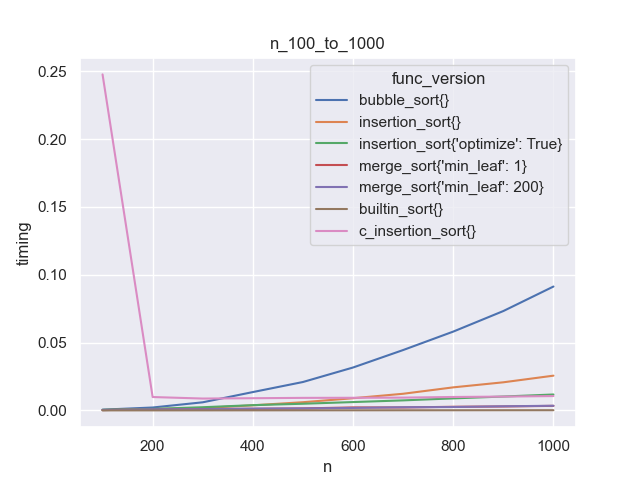 n_100_to_1000
func_version
bubble_sort{}
insertion_sort{}
insertion_sort{'optimize': True}
merge_sort{'min_leaf': 1}
merge_sort{'min_leaf': 200}
builtin_sort{}
c_insertion_sort{}
timing
0.25
0.20
0.15
0.10
0.05
0.00
200
400
600
800
1000
n